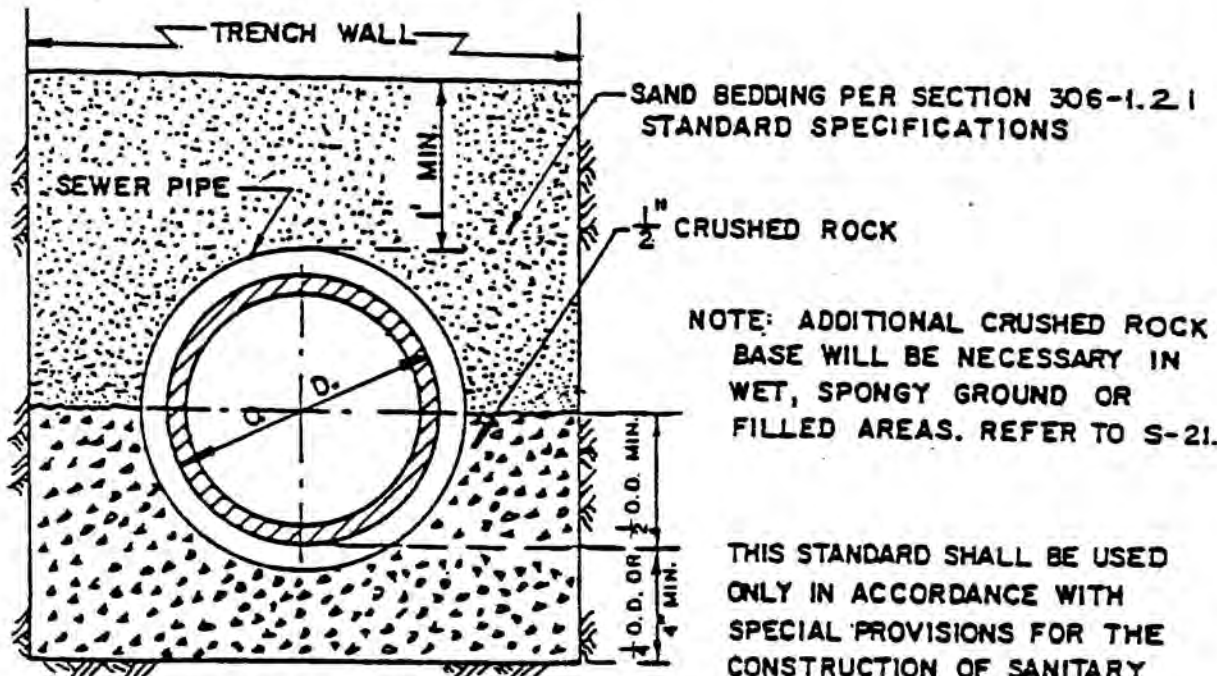 TRENCH WALL
SAND BEDDING PER SECTION 306-1.2.1
STANDARD SPECIFICATIONS
1' MIN.
SEWER PIPE
1/2" CRUSHED ROCK
NOTE: ADDITIONAL CRUSHED ROCK
BASE WILL BE NECESSARY IN
WET, SPONGY GROUND OR
FILLED AREAS. REFER TO S-21.
O. D.
1/2 O.D. MIN.
1/4 O.D. OR
4" MIN.
THIS STANDARD SHALL BE USED
ONLY IN ACCORDANCE WITH
SPECIAL PROVISIONS FOR THE
CONSTRUCTION OF SANITARY